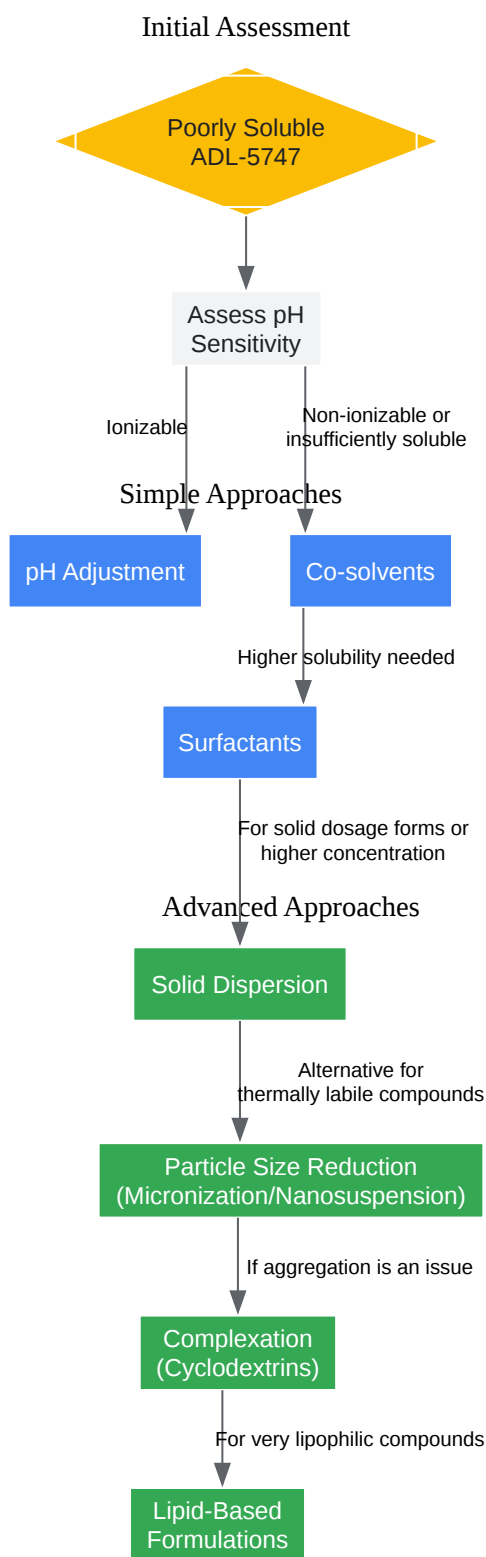 Initial Assessment
Poorly Soluble
ADL-5747
Assess pH
Sensitivity
Ionizable
Non-ionizable or
insufficiently soluble
Simple Approaches
pH Adjustment
Co-solvents
Higher solubility needed
Surfactants
For solid dosage forms or
higher concentration
Advanced Approaches
Solid Dispersion
Alternative for
thermally labile compounds
Particle Size Reduction
(Micronization/Nanosuspension)
If aggregation is an issue
Complexation
(Cyclodextrins)
For very lipophilic compounds
Lipid-Based
Formulations